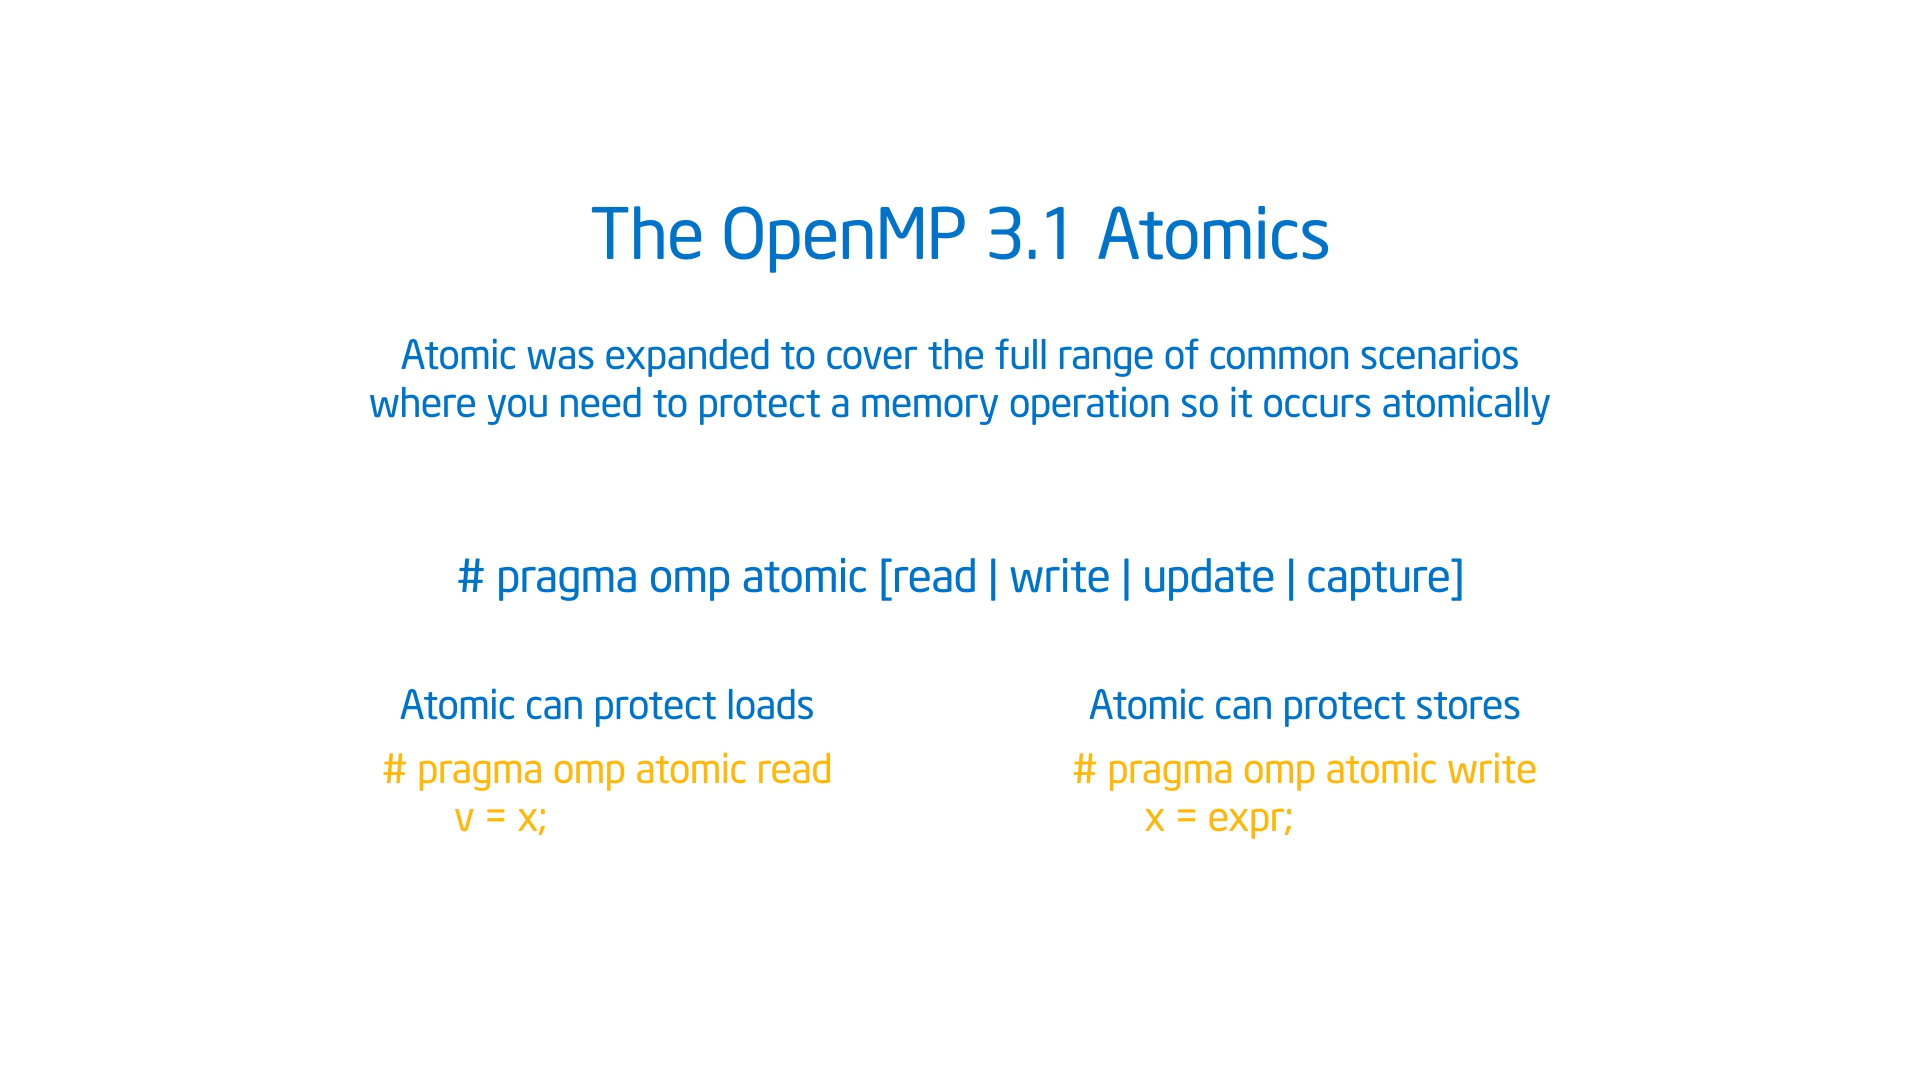 The OpenMP 3.1 Atomics
Atomic was expanded to cover the full range of common scenarios
where you need to protect a memory operation so it occurs atomically
# pragma omp atomic [read | write | update | capture]
Atomic can protect loads
# pragma omp atomic read
v = x;
Atomic can protect stores
# pragma omp atomic write
x = expr;